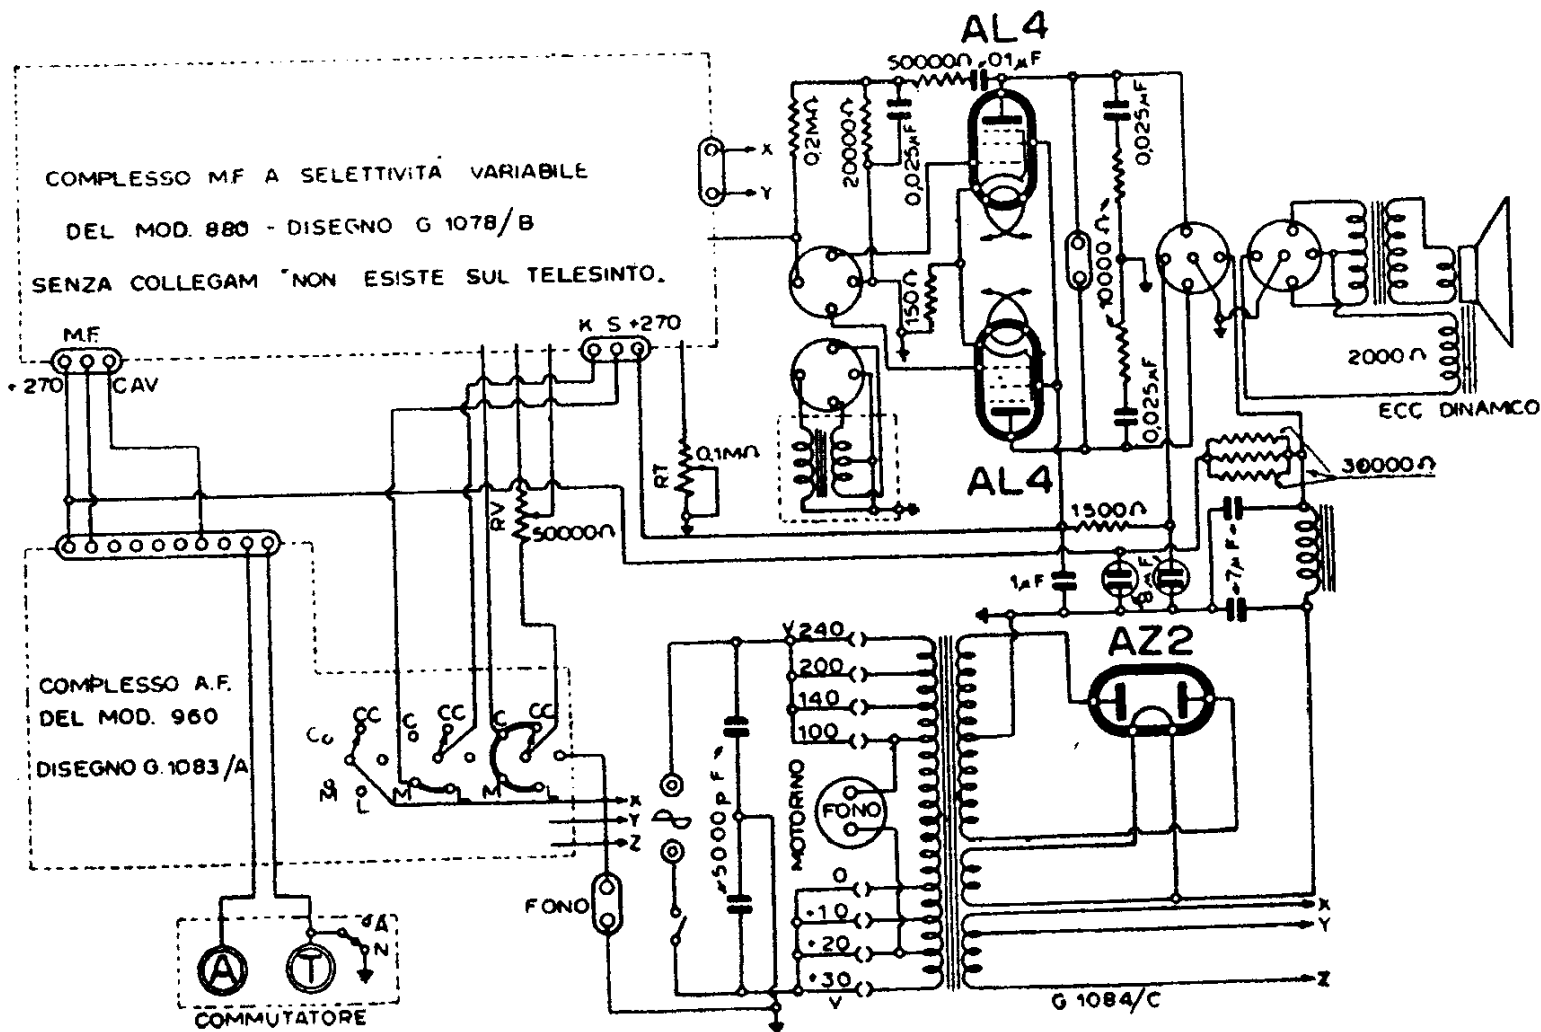 AL4
50000Ω .01µF
0,2MΩ
20000Ω
0,025µF
0,025µF
X
Y
COMPLESSO M.F A SELETTIVITÀ VARIABILE
DEL MOD. 880 - DISEGNO G 1078/B
SENZA COLLEGAM "NON ESISTE SUL TELESINTO.
150Ω
10000Ω
M.F.
K S +270
+270
CAV
2000Ω
ECC DINAMCO
0,025µF
0,1MΩ
RT
AL4
30000Ω
RV
50000Ω
1500Ω
1µF
8µF
7µF
AZ2
V 240
200
140
100
COMPLESSO A.F.
DEL MOD. 960
DISEGNO G.1083/A
CC C CC C CC
M L M L M L
X
Y
Z
5000pF
MOTORINO
FONO
FONO
0
+10
+20
+30
V
X
Y
Z
G 1084/C
A
T
A
N
COMMUTATORE